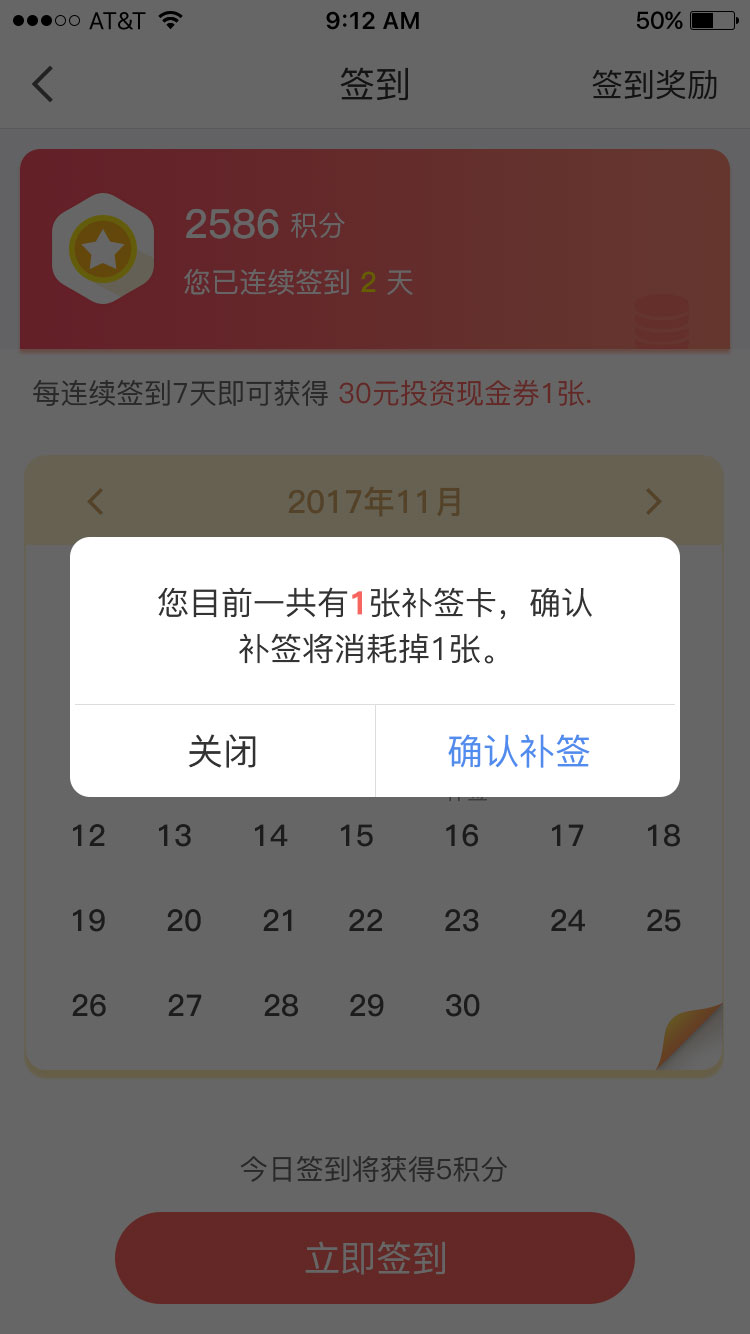 AT&T 9:12 AM 50%
签到 签到奖励
2586 积分
您已连续签到 2 天
每连续签到7天即可获得 30元投资现金券1张.
2017年11月
您目前一共有1张补签卡，确认
补签将消耗掉1张。
关闭 确认补签
12 13 14 15 16 17 18
19 20 21 22 23 24 25
26 27 28 29 30
今日签到将获得5积分
立即签到